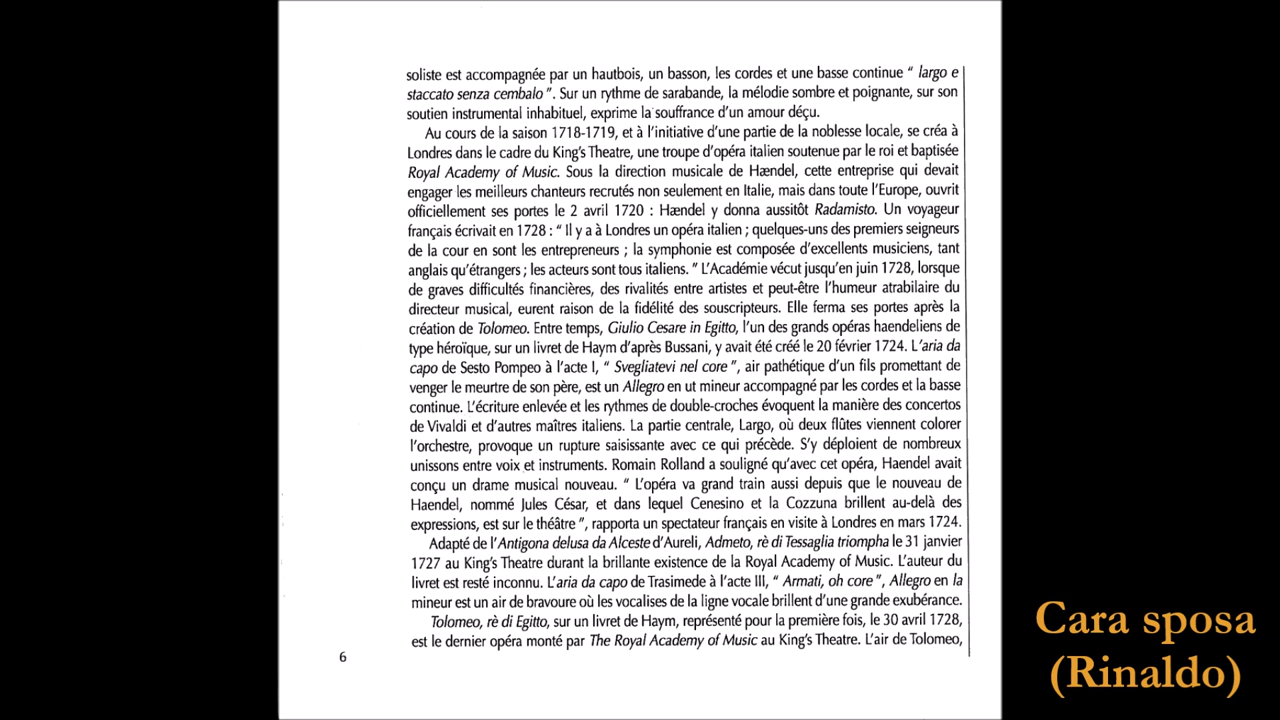 soliste est accompagnée par un hautbois, un basson, les cordes et une basse continue “ largo e
staccato senza cembalo ”. Sur un rythme de sarabande, la mélodie sombre et poignante, sur son
soutien instrumental inhabituel, exprime la souffrance d’un amour déçu.
Au cours de la saison 1718-1719, et à l’initiative d’une partie de la noblesse locale, se créa à
Londres dans le cadre du King’s Theatre, une troupe d’opéra italien soutenue par le roi et baptisée
Royal Academy of Music. Sous la direction musicale de Hændel, cette entreprise qui devait
engager les meilleurs chanteurs recrutés non seulement en Italie, mais dans toute l’Europe, ouvrit
officiellement ses portes le 2 avril 1720 : Hændel y donna aussitôt Radamisto. Un voyageur
français écrivait en 1728 : “ Il y a à Londres un opéra italien ; quelques-uns des premiers seigneurs
de la cour en sont les entrepreneurs ; la symphonie est composée d’excellents musiciens, tant
anglais qu’étrangers ; les acteurs sont tous italiens. ” L’Académie vécut jusqu’en juin 1728, lorsque
de graves difficultés financières, des rivalités entre artistes et peut-être l’humeur atrabilaire du
directeur musical, eurent raison de la fidélité des souscripteurs. Elle ferma ses portes après la
création de Tolomeo. Entre temps, Giulio Cesare in Egitto, l’un des grands opéras haendeliens de
type héroïque, sur un livret de Haym d’après Bussani, y avait été créé le 20 février 1724. L’aria da
capo de Sesto Pompeo à l’acte I, “ Svegliatevi nel core ”, air pathétique d’un fils promettant de
venger le meurtre de son père, est un Allegro en ut mineur accompagné par les cordes et la basse
continue. L’écriture enlevée et les rythmes de double-croches évoquent la manière des concertos
de Vivaldi et d’autres maîtres italiens. La partie centrale, Largo, où deux flûtes viennent colorer
l’orchestre, provoque un rupture saisissante avec ce qui précède. S’y déploient de nombreux
unissons entre voix et instruments. Romain Rolland a souligné qu’avec cet opéra, Haendel avait
conçu un drame musical nouveau. “ L’opéra va grand train aussi depuis que le nouveau de
Haendel, nommé Jules César, et dans lequel Cenesino et la Cozzuna brillent au-delà des
expressions, est sur le théâtre ”, rapporta un spectateur français en visite à Londres en mars 1724.
Adapté de l’Antigona delusa da Alceste d’Aureli, Admeto, rè di Tessaglia triompha le 31 janvier
1727 au King’s Theatre durant la brillante existence de la Royal Academy of Music. L’auteur du
livret est resté inconnu. L’aria da capo de Trasimede à l’acte III, “ Armati, oh core ”, Allegro en la
mineur est un air de bravoure où les vocalises de la ligne vocale brillent d’une grande exubérance.
Tolomeo, rè di Egitto, sur un livret de Haym, représenté pour la première fois, le 30 avril 1728,
est le dernier opéra monté par The Royal Academy of Music au King’s Theatre. L’air de Tolomeo,
6
Cara sposa
(Rinaldo)